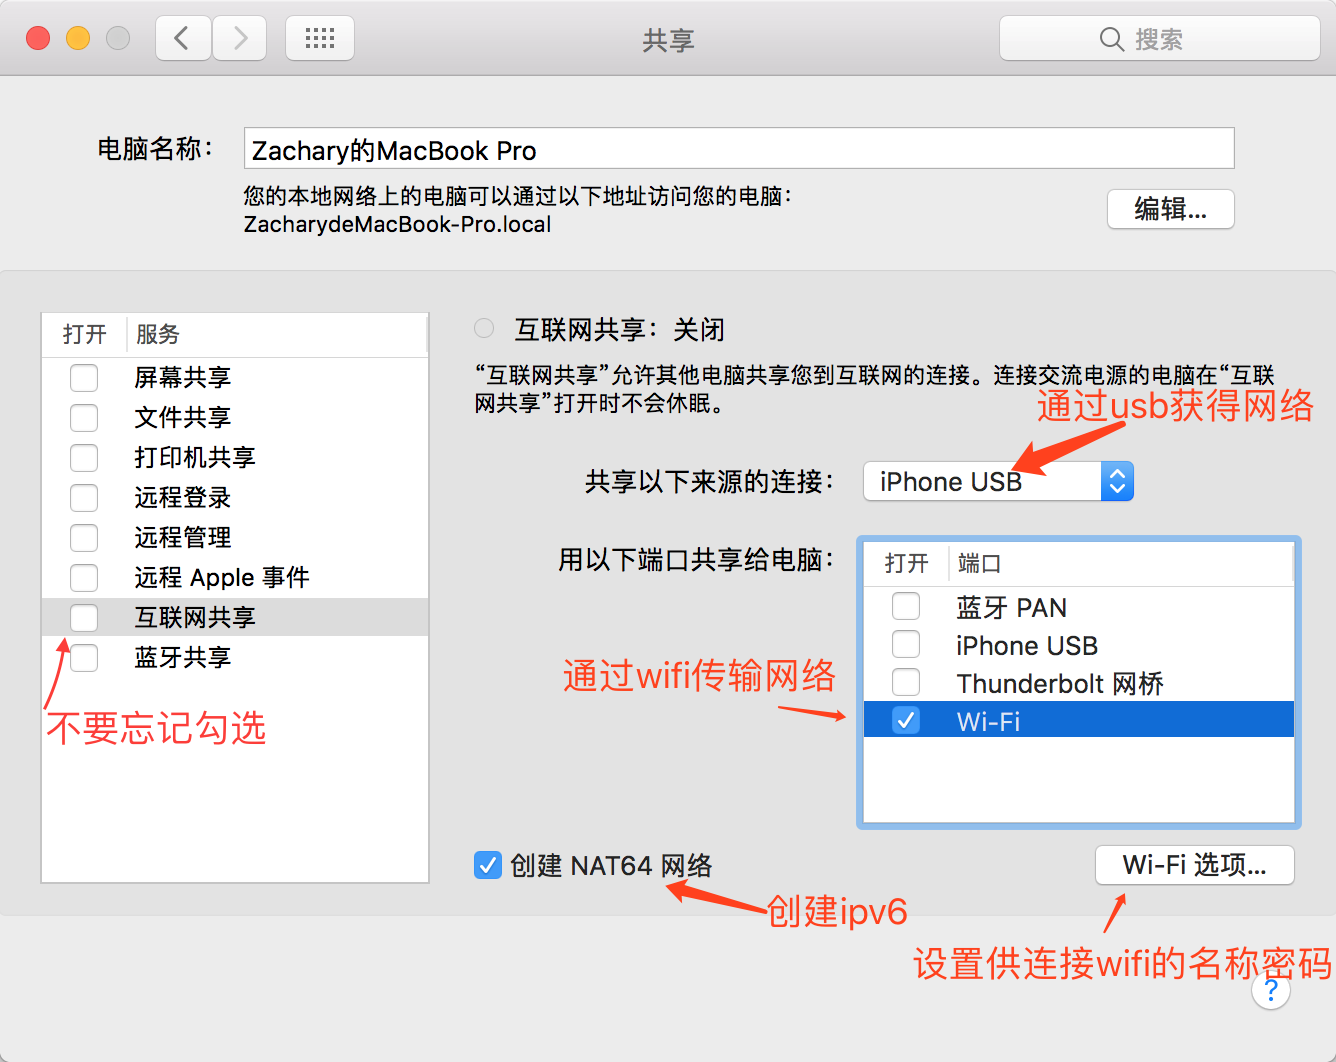 共享
搜索
电脑名称：
Zachary的MacBook Pro
您的本地网络上的电脑可以通过以下地址访问您的电脑：
ZacharydeMacBook-Pro.local
编辑...
打开 服务
屏幕共享
文件共享
打印机共享
远程登录
远程管理
远程 Apple 事件
互联网共享
蓝牙共享
不要忘记勾选
互联网共享：关闭
“互联网共享”允许其他电脑共享您到互联网的连接。连接交流电源的电脑在“互联
网共享”打开时不会休眠。
通过usb获得网络
共享以下来源的连接：
iPhone USB
用以下端口共享给电脑：
打开 端口
蓝牙 PAN
iPhone USB
Thunderbolt 网桥
Wi-Fi
通过wifi传输网络
创建 NAT64 网络
Wi-Fi 选项...
创建ipv6
设置供连接wifi的名称密码
?